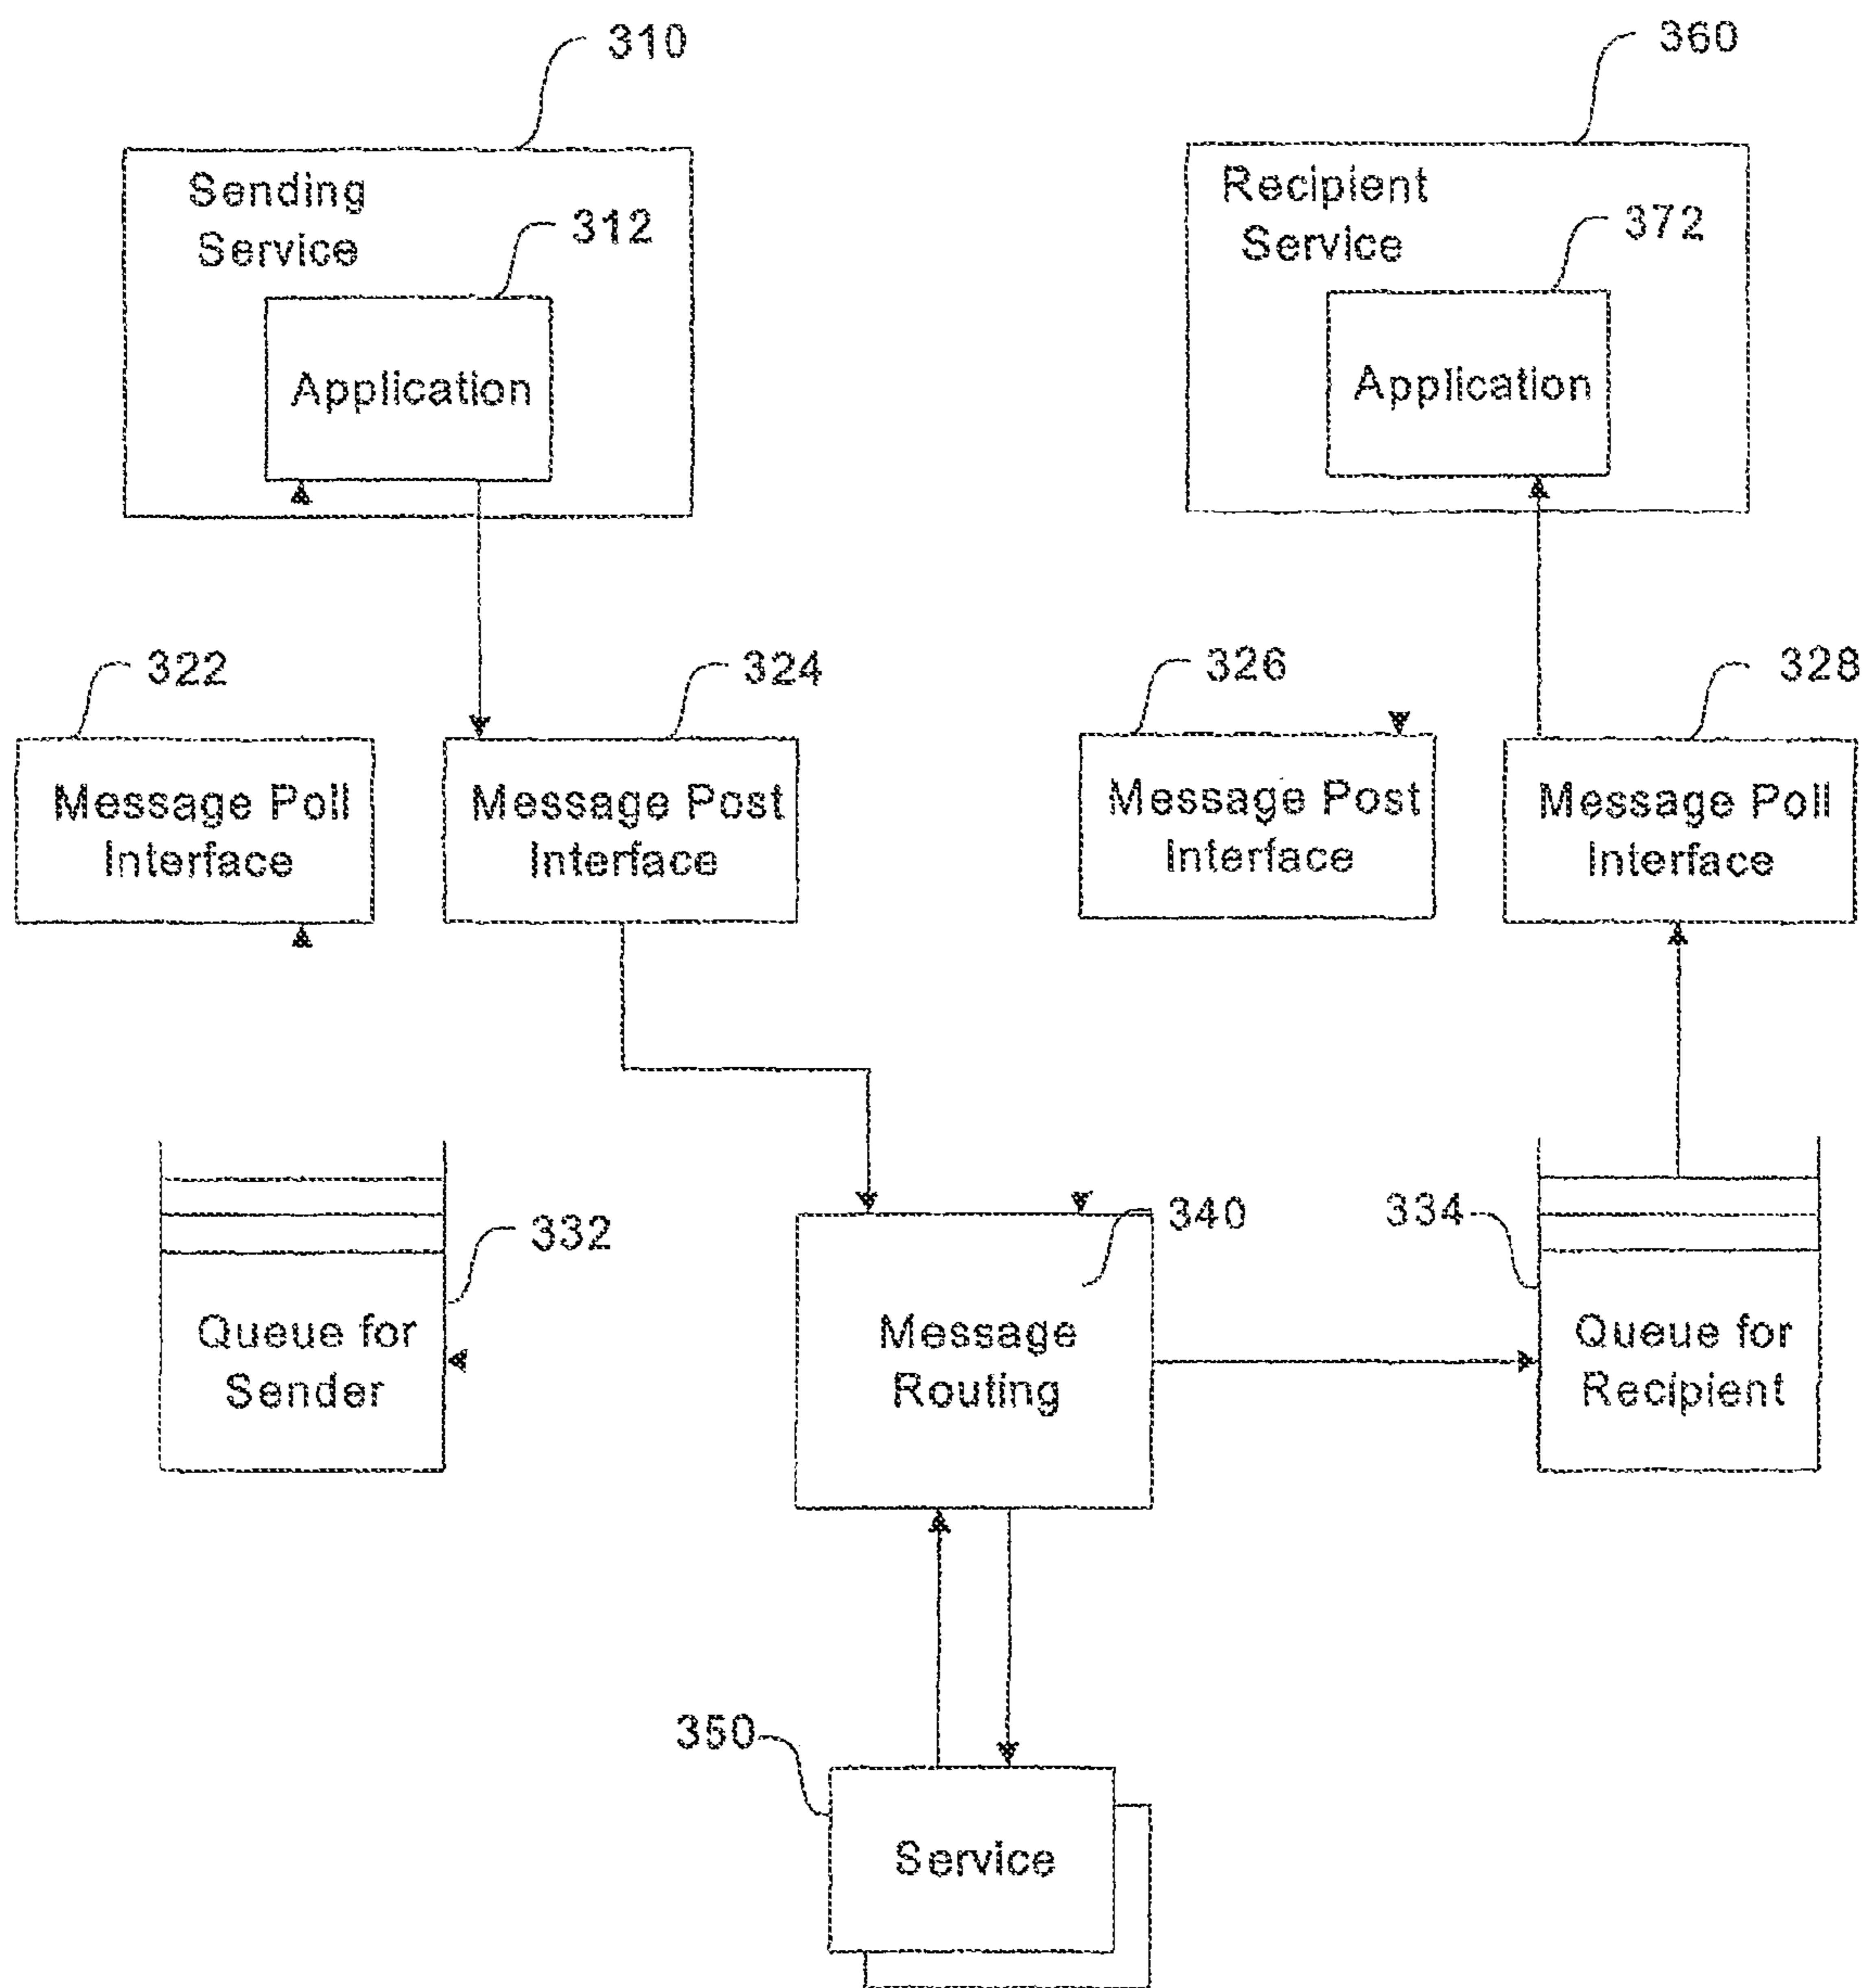 310
360
Sending
Service
312
Recipient
Service
372
Application
Application
322
324
326
328
Message Poll
Interface
Message Post
Interface
Message Post
Interface
Message Poll
Interface
332
340
334
Queue for
Sender
Message
Routing
Queue for
Recipient
350
Service